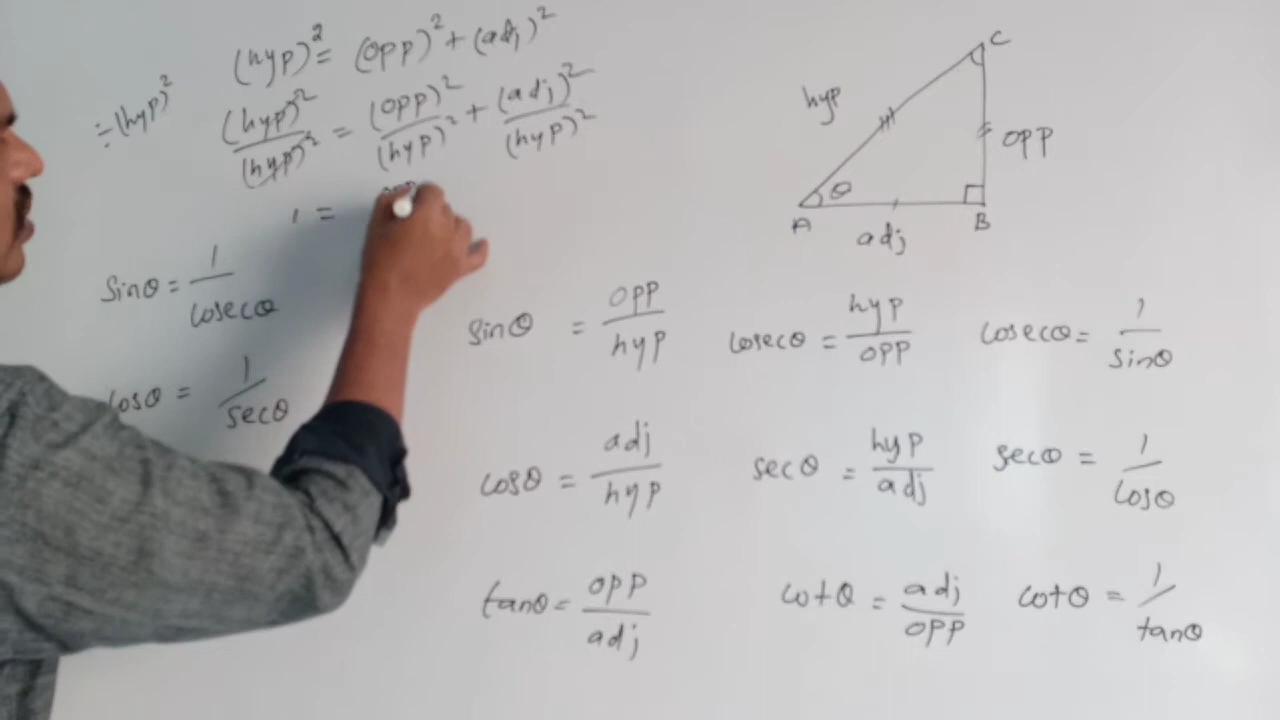 (hyp)² = (opp)² + (adj)²
÷(hyp)² (hyp)²/(hyp)² = (opp)²/(hyp)² + (adj)²/(hyp)²
1 =
C
hyp
opp
θ
A
B
adj
sinθ = 1/cosecθ
cosθ = 1/secθ
sinθ = opp/hyp cosecθ = hyp/opp cosecθ = 1/sinθ
cosθ = adj/hyp secθ = hyp/adj secθ = 1/cosθ
tanθ = opp/adj cotθ = adj/opp cotθ = 1/tanθ